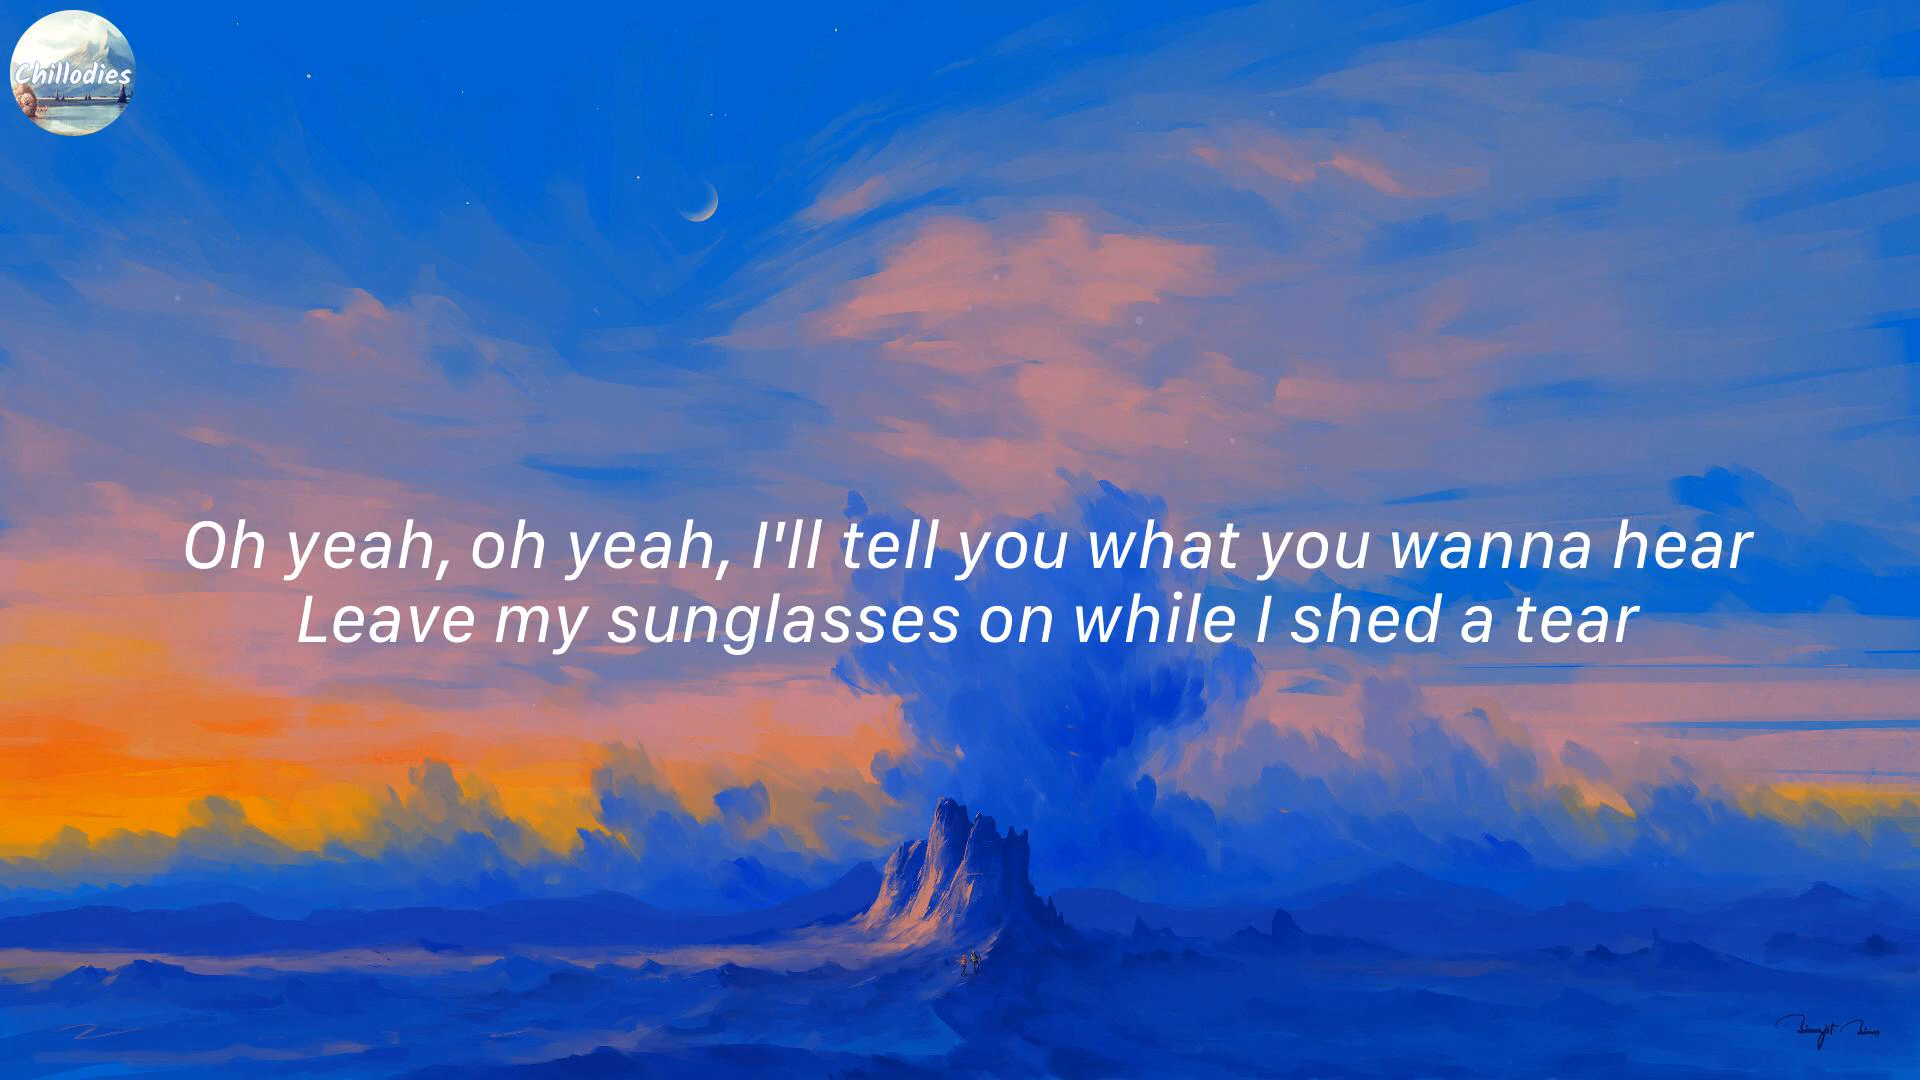 Chillodies
Oh yeah, oh yeah, I'll tell you what you wanna hear
Leave my sunglasses on while I shed a tear